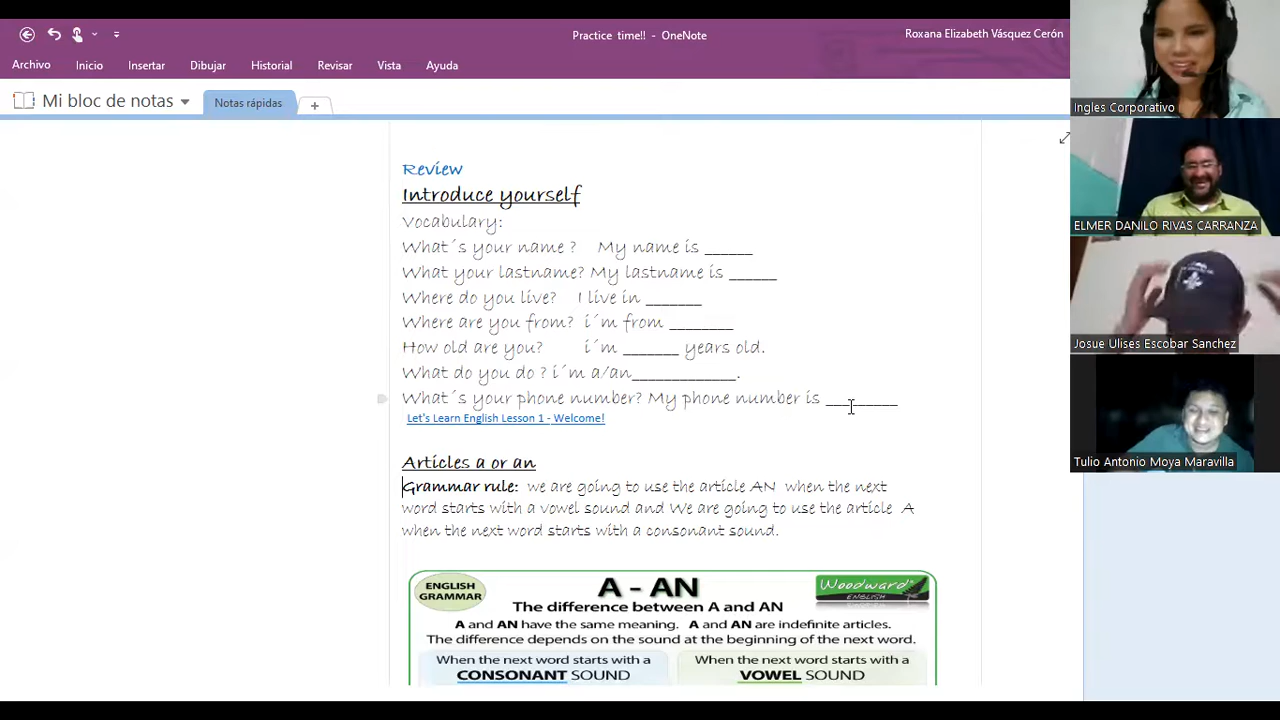 Practice time!! - OneNote
Roxana Elizabeth Vásquez Cerón
Archivo Inicio Insertar Dibujar Historial Revisar Vista Ayuda
Mi bloc de notas Notas rápidas +
Review
Introduce yourself
Vocabulary:
What´s your name ? My name is ______
What your lastname? My lastname is ______
Where do you live? I live in _______
Where are you from? i´m from ________
How old are you? i´m _______ years old.
What do you do ? i´m a/an_____________.
What´s your phone number? My phone number is _________
Let's Learn English Lesson 1 - Welcome!
Articles a or an
Grammar rule: we are going to use the article AN when the next
word starts with a vowel sound and We are going to use the article A
when the next word starts with a consonant sound.
ENGLISH
GRAMMAR
A - AN
Woodward
ENGLISH
The difference between A and AN
A and AN have the same meaning. A and AN are indefinite articles.
The difference depends on the sound at the beginning of the next word.
When the next word starts with a
CONSONANT SOUND
When the next word starts with a
VOWEL SOUND
Ingles Corporativo
ELMER DANILO RIVAS CARRANZA
Josue Ulises Escobar Sanchez
Tulio Antonio Moya Maravilla